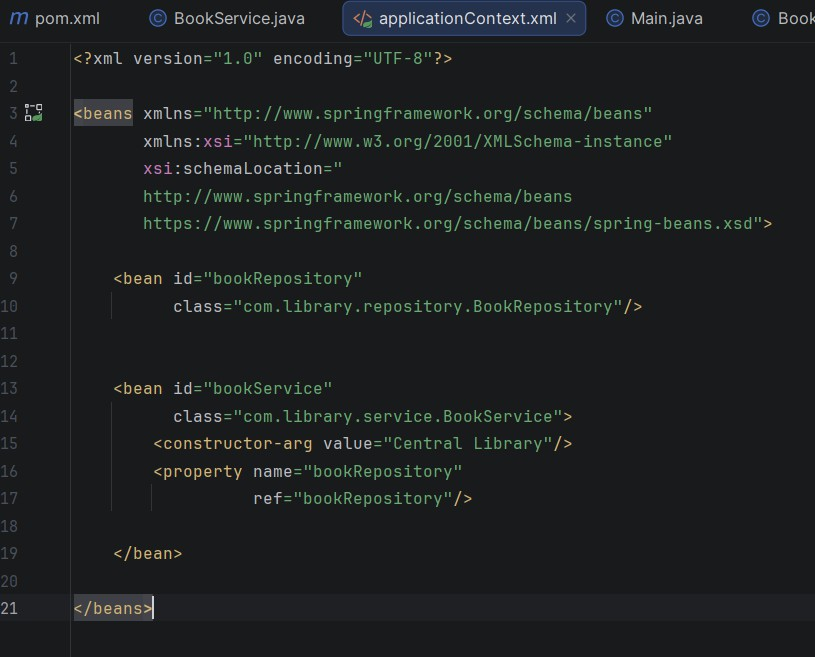 pom.xml BookService.java applicationContext.xml Main.java Book
1 <?xml version="1.0" encoding="UTF-8"?>
2
3 <beans xmlns="http://www.springframework.org/schema/beans"
4 xmlns:xsi="http://www.w3.org/2001/XMLSchema-instance"
5 xsi:schemaLocation="
6 http://www.springframework.org/schema/beans
7 https://www.springframework.org/schema/beans/spring-beans.xsd">
8
9 <bean id="bookRepository"
10 class="com.library.repository.BookRepository"/>
11
12
13 <bean id="bookService"
14 class="com.library.service.BookService">
15 <constructor-arg value="Central Library"/>
16 <property name="bookRepository"
17 ref="bookRepository"/>
18
19 </bean>
20
21 </beans>